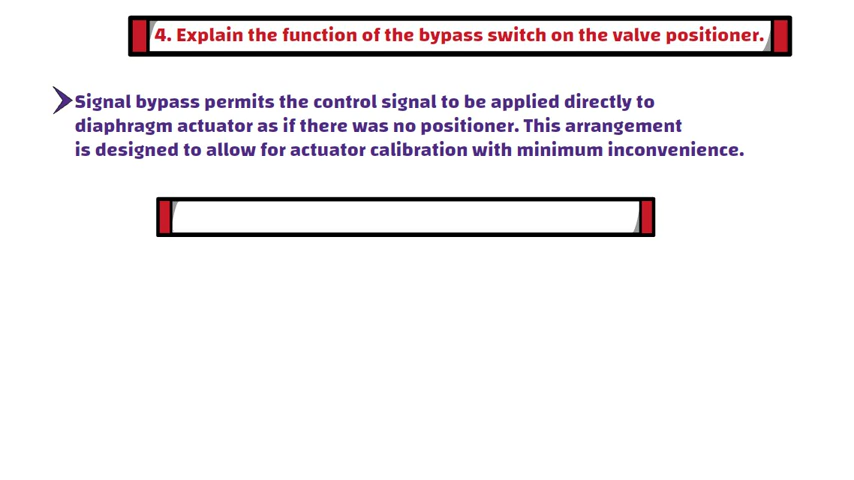 4. Explain the function of the bypass switch on the valve positioner.
Signal bypass permits the control signal to be applied directly to
diaphragm actuator as if there was no positioner. This arrangement
is designed to allow for actuator calibration with minimum inconvenience.